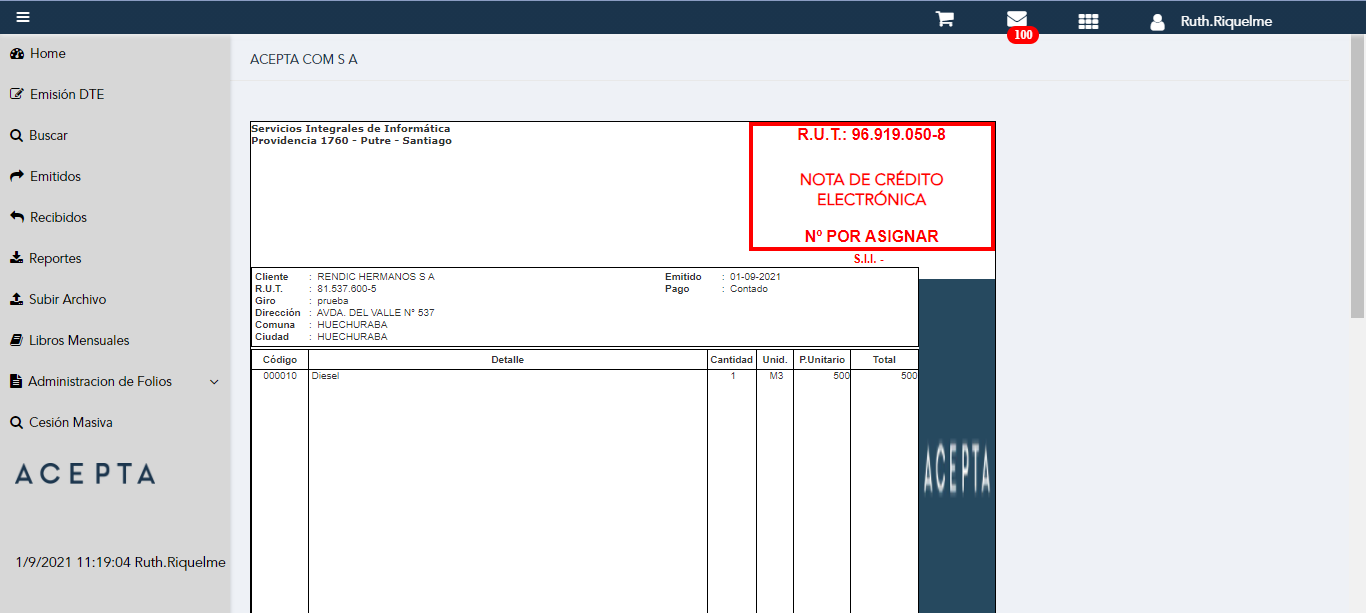 Ruth.Riquelme
100
Home
Emisión DTE
Buscar
Emitidos
Recibidos
Reportes
Subir Archivo
Libros Mensuales
Administracion de Folios
Cesión Masiva
ACEPTA
1/9/2021 11:19:04 Ruth.Riquelme
ACEPTA COM S A
Servicios Integrales de Informática
Providencia 1760 - Putre - Santiago
R.U.T.: 96.919.050-8
NOTA DE CRÉDITO
ELECTRÓNICA
Nº POR ASIGNAR
S.I.I. -
Cliente : RENDIC HERMANOS S A Emitido : 01-09-2021
R.U.T. : 81.537.600-5 Pago : Contado
Giro : prueba
Dirección : AVDA. DEL VALLE N° 537
Comuna : HUECHURABA
Ciudad : HUECHURABA
Código Detalle Cantidad Unid. P.Unitario Total
000010 Diesel 1 M3 500 500
ACEPTA